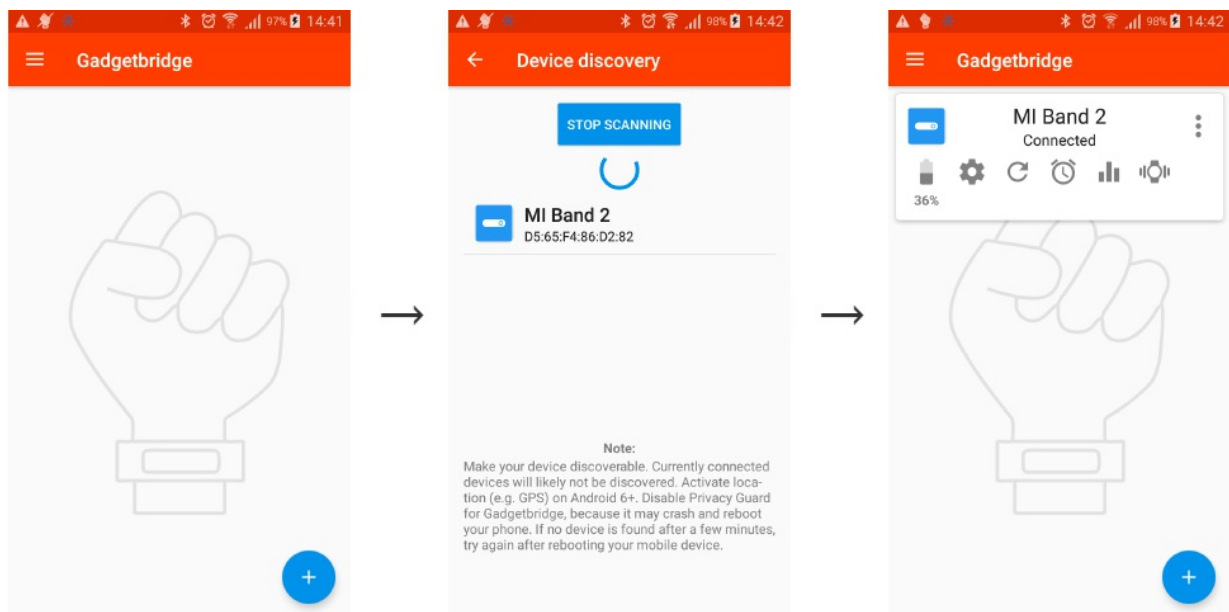 97% 14:41
Gadgetbridge
98% 14:42
Device discovery
STOP SCANNING
MI Band 2
D5:65:F4:86:D2:82
Note:
Make your device discoverable. Currently connected
devices will likely not be discovered. Activate loca-
tion (e.g. GPS) on Android 6+. Disable Privacy Guard
for Gadgetbridge, because it may crash and reboot
your phone. If no device is found after a few minutes,
try again after rebooting your mobile device.
98% 14:42
Gadgetbridge
MI Band 2
Connected
36%